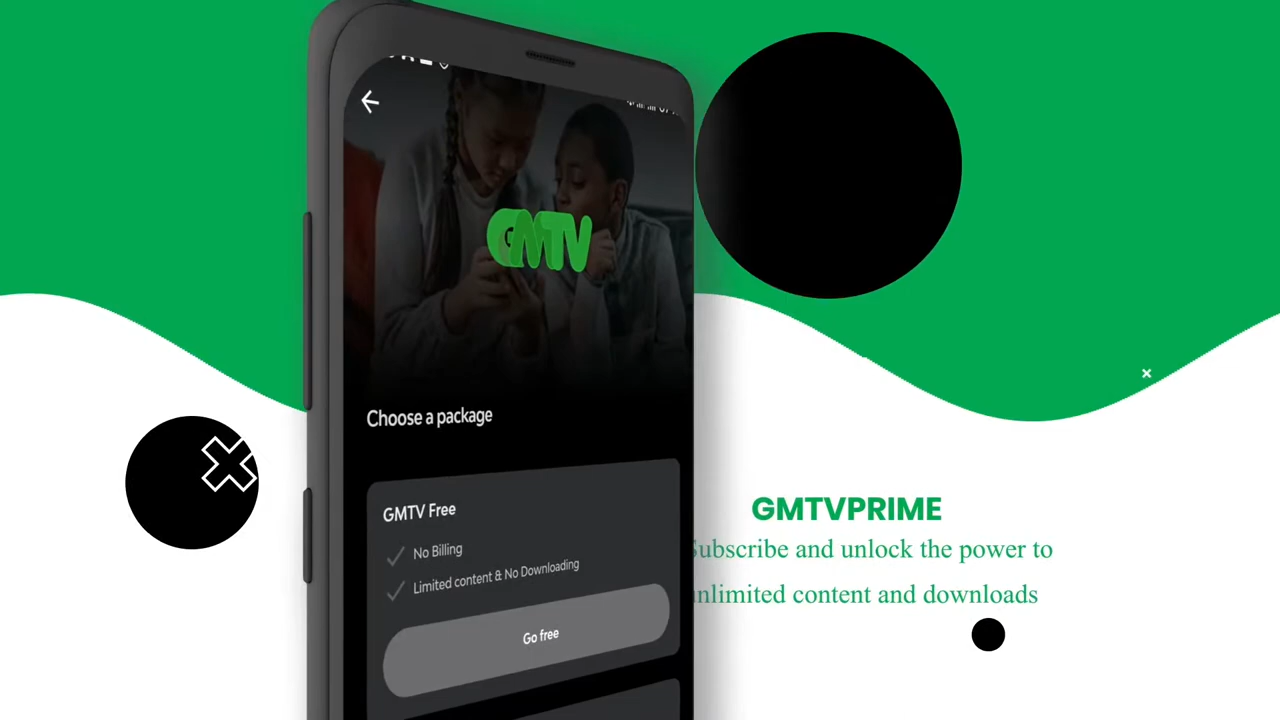 GMTV
Choose a package
GMTV Free
No Billing
Limited content & No Downloading
Go free
GMTVPRIME
Subscribe and unlock the power to
unlimited content and downloads